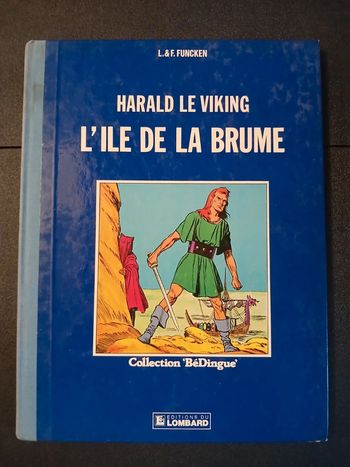 L. & F. FUNCKEN
HARALD LE VIKING
L'ILE DE LA BRUME
Collection 'BéDingue'
EDITIONS DU
LOMBARD